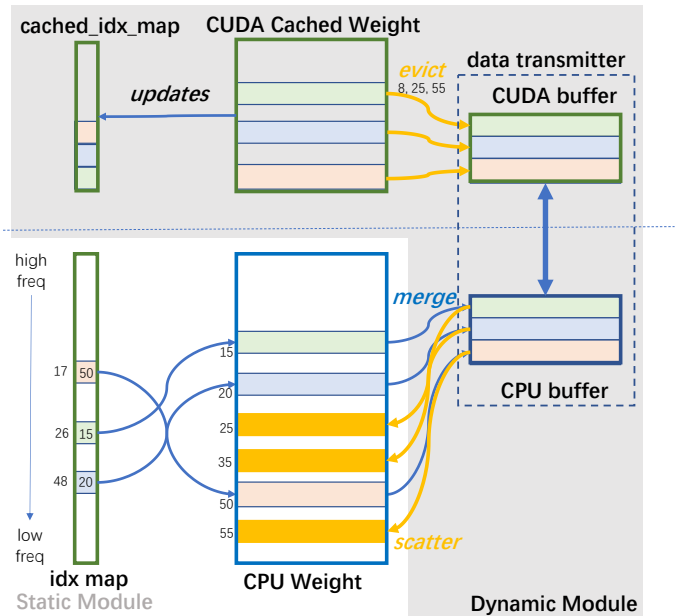 cached_idx_map
CUDA Cached Weight
data transmitter
evict
8, 25, 55
CUDA buffer
updates
high
freq
merge
15
17
50
20
CPU buffer
25
26
15
35
48
20
50
55
low
freq
scatter
idx map
CPU Weight
Static Module
Dynamic Module